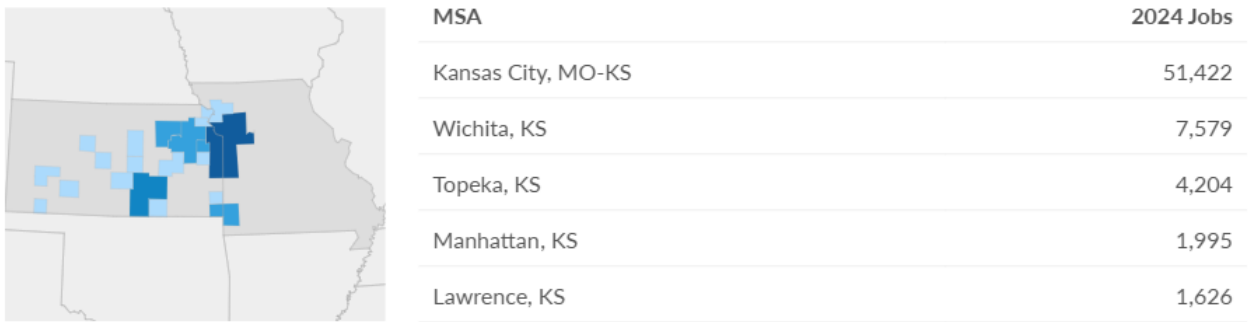 MSA 2024 Jobs
Kansas City, MO-KS 51,422
Wichita, KS 7,579
Topeka, KS 4,204
Manhattan, KS 1,995
Lawrence, KS 1,626